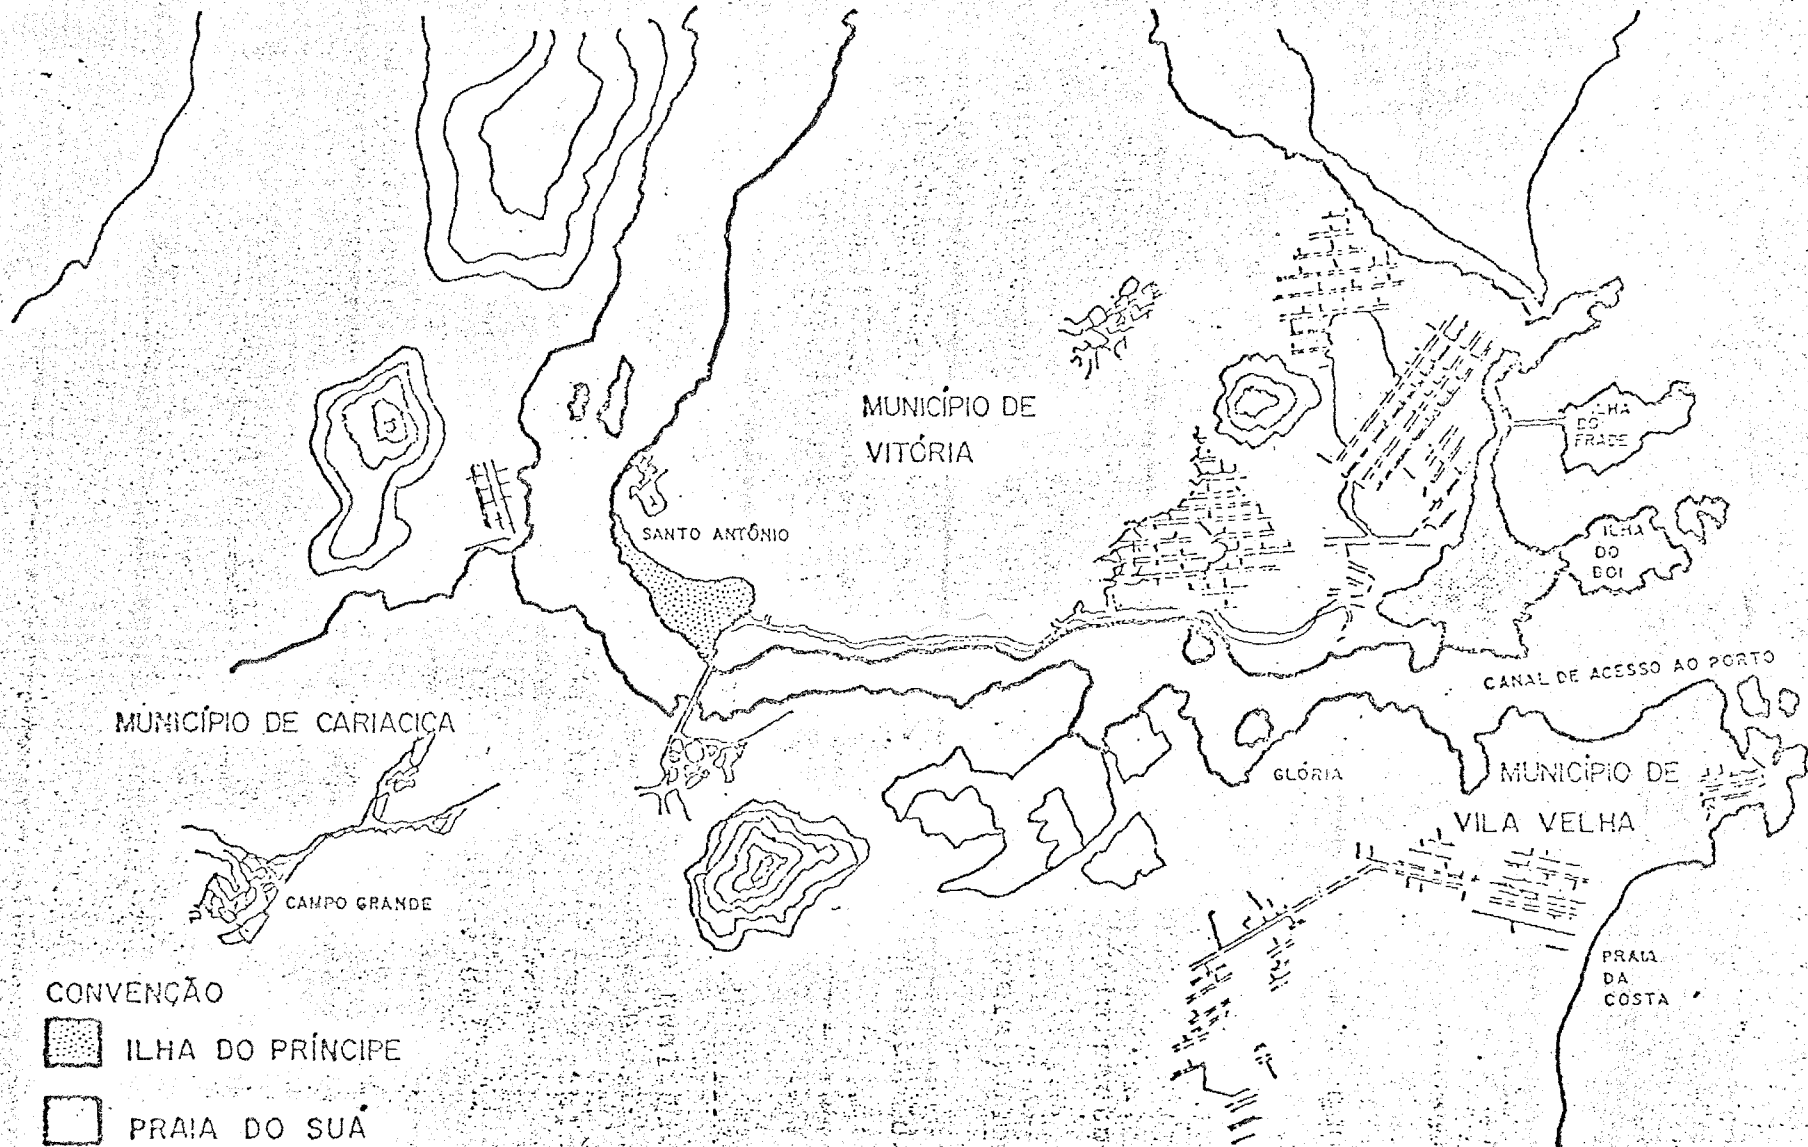 MUNICÍPIO DE
VITÓRIA
ILHA
DO
FRADE
SANTO ANTÔNIO
ILHA
DO
BOI
CANAL DE ACESSO AO PORTO
MUNICÍPIO DE CARIACICA
GLÓRIA
MUNICÍPIO DE
VILA VELHA
CAMPO GRANDE
PRAIA
DA
COSTA
CONVENÇÃO
ILHA DO PRÍNCIPE
PRAIA DO SUÁ